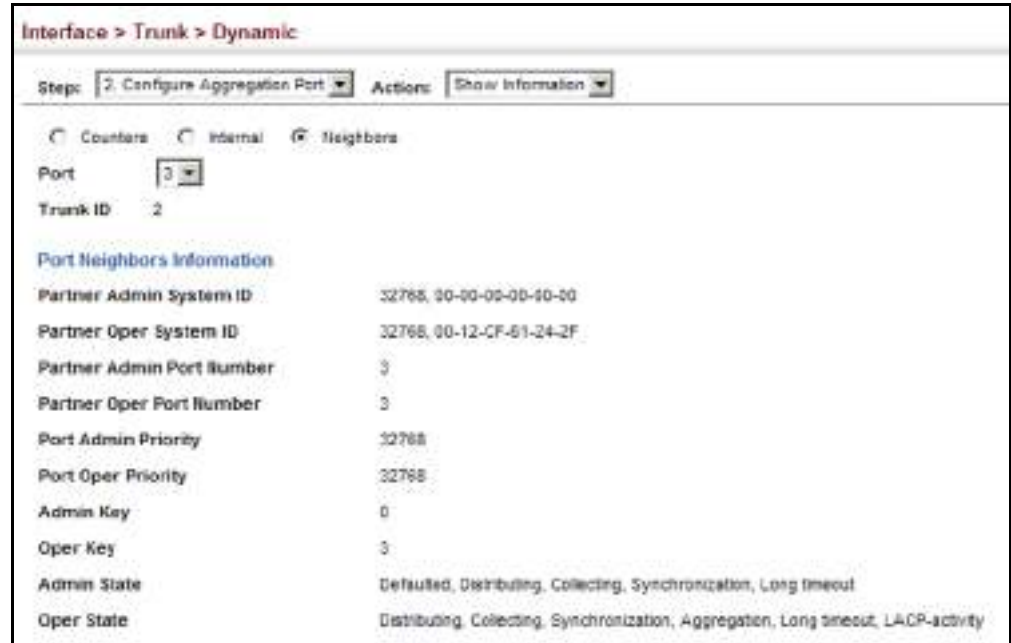 Interface > Trunk > Dynamic
Step: 2. Configure Aggregation Port Action: Show Information
Counters Internal Neighbors
Port 3
Trunk ID 2
Port Neighbors Information
Partner Admin System ID 32768, 00-00-00-00-00-00
Partner Oper System ID 32768, 00-12-CF-61-24-2F
Partner Admin Port Number 3
Partner Oper Port Number 3
Port Admin Priority 32768
Port Oper Priority 32768
Admin Key 0
Oper Key 3
Admin State Defaulted, Distributing, Collecting, Synchronization, Long timeout
Oper State Distributing, Collecting, Synchronization, Aggregation, Long timeout, LACP-activity